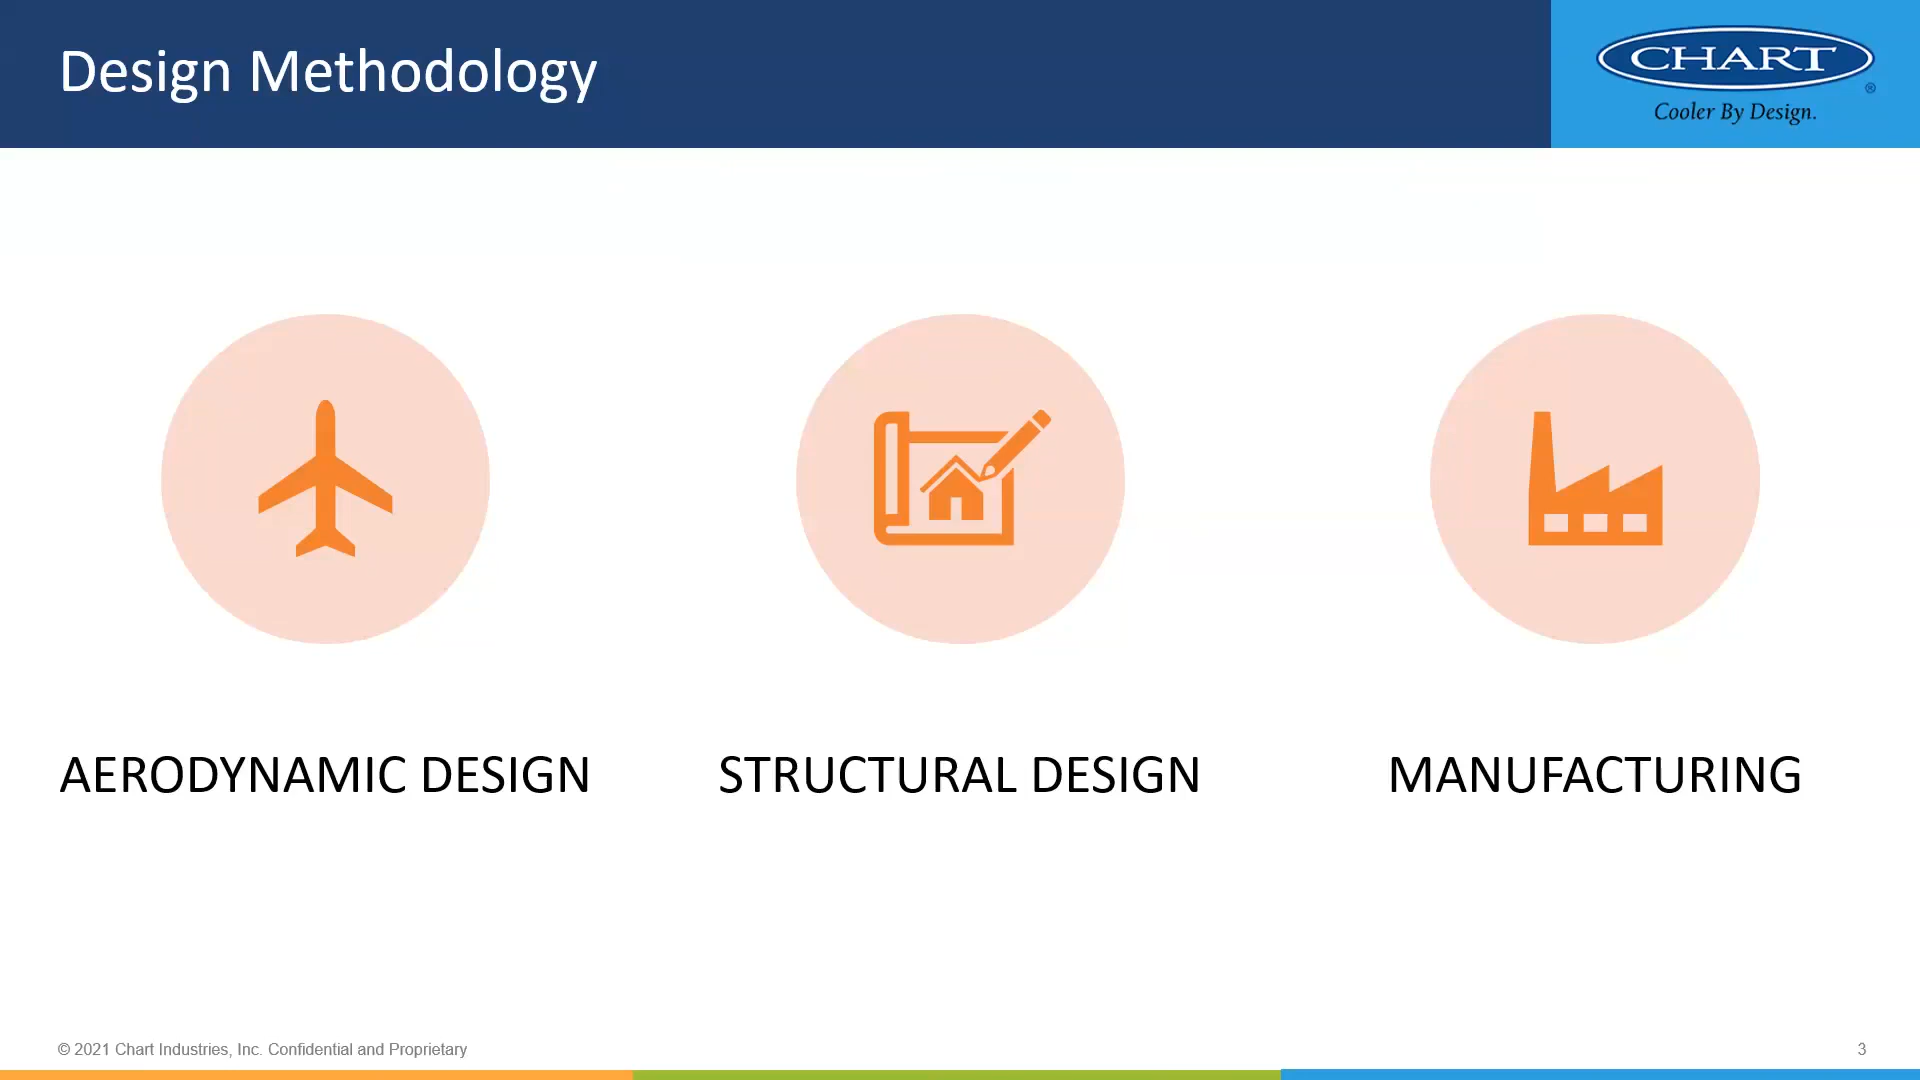 Design Methodology
CHART
®
Cooler By Design.
AERODYNAMIC DESIGN
STRUCTURAL DESIGN
MANUFACTURING
© 2021 Chart Industries, Inc. Confidential and Proprietary
3